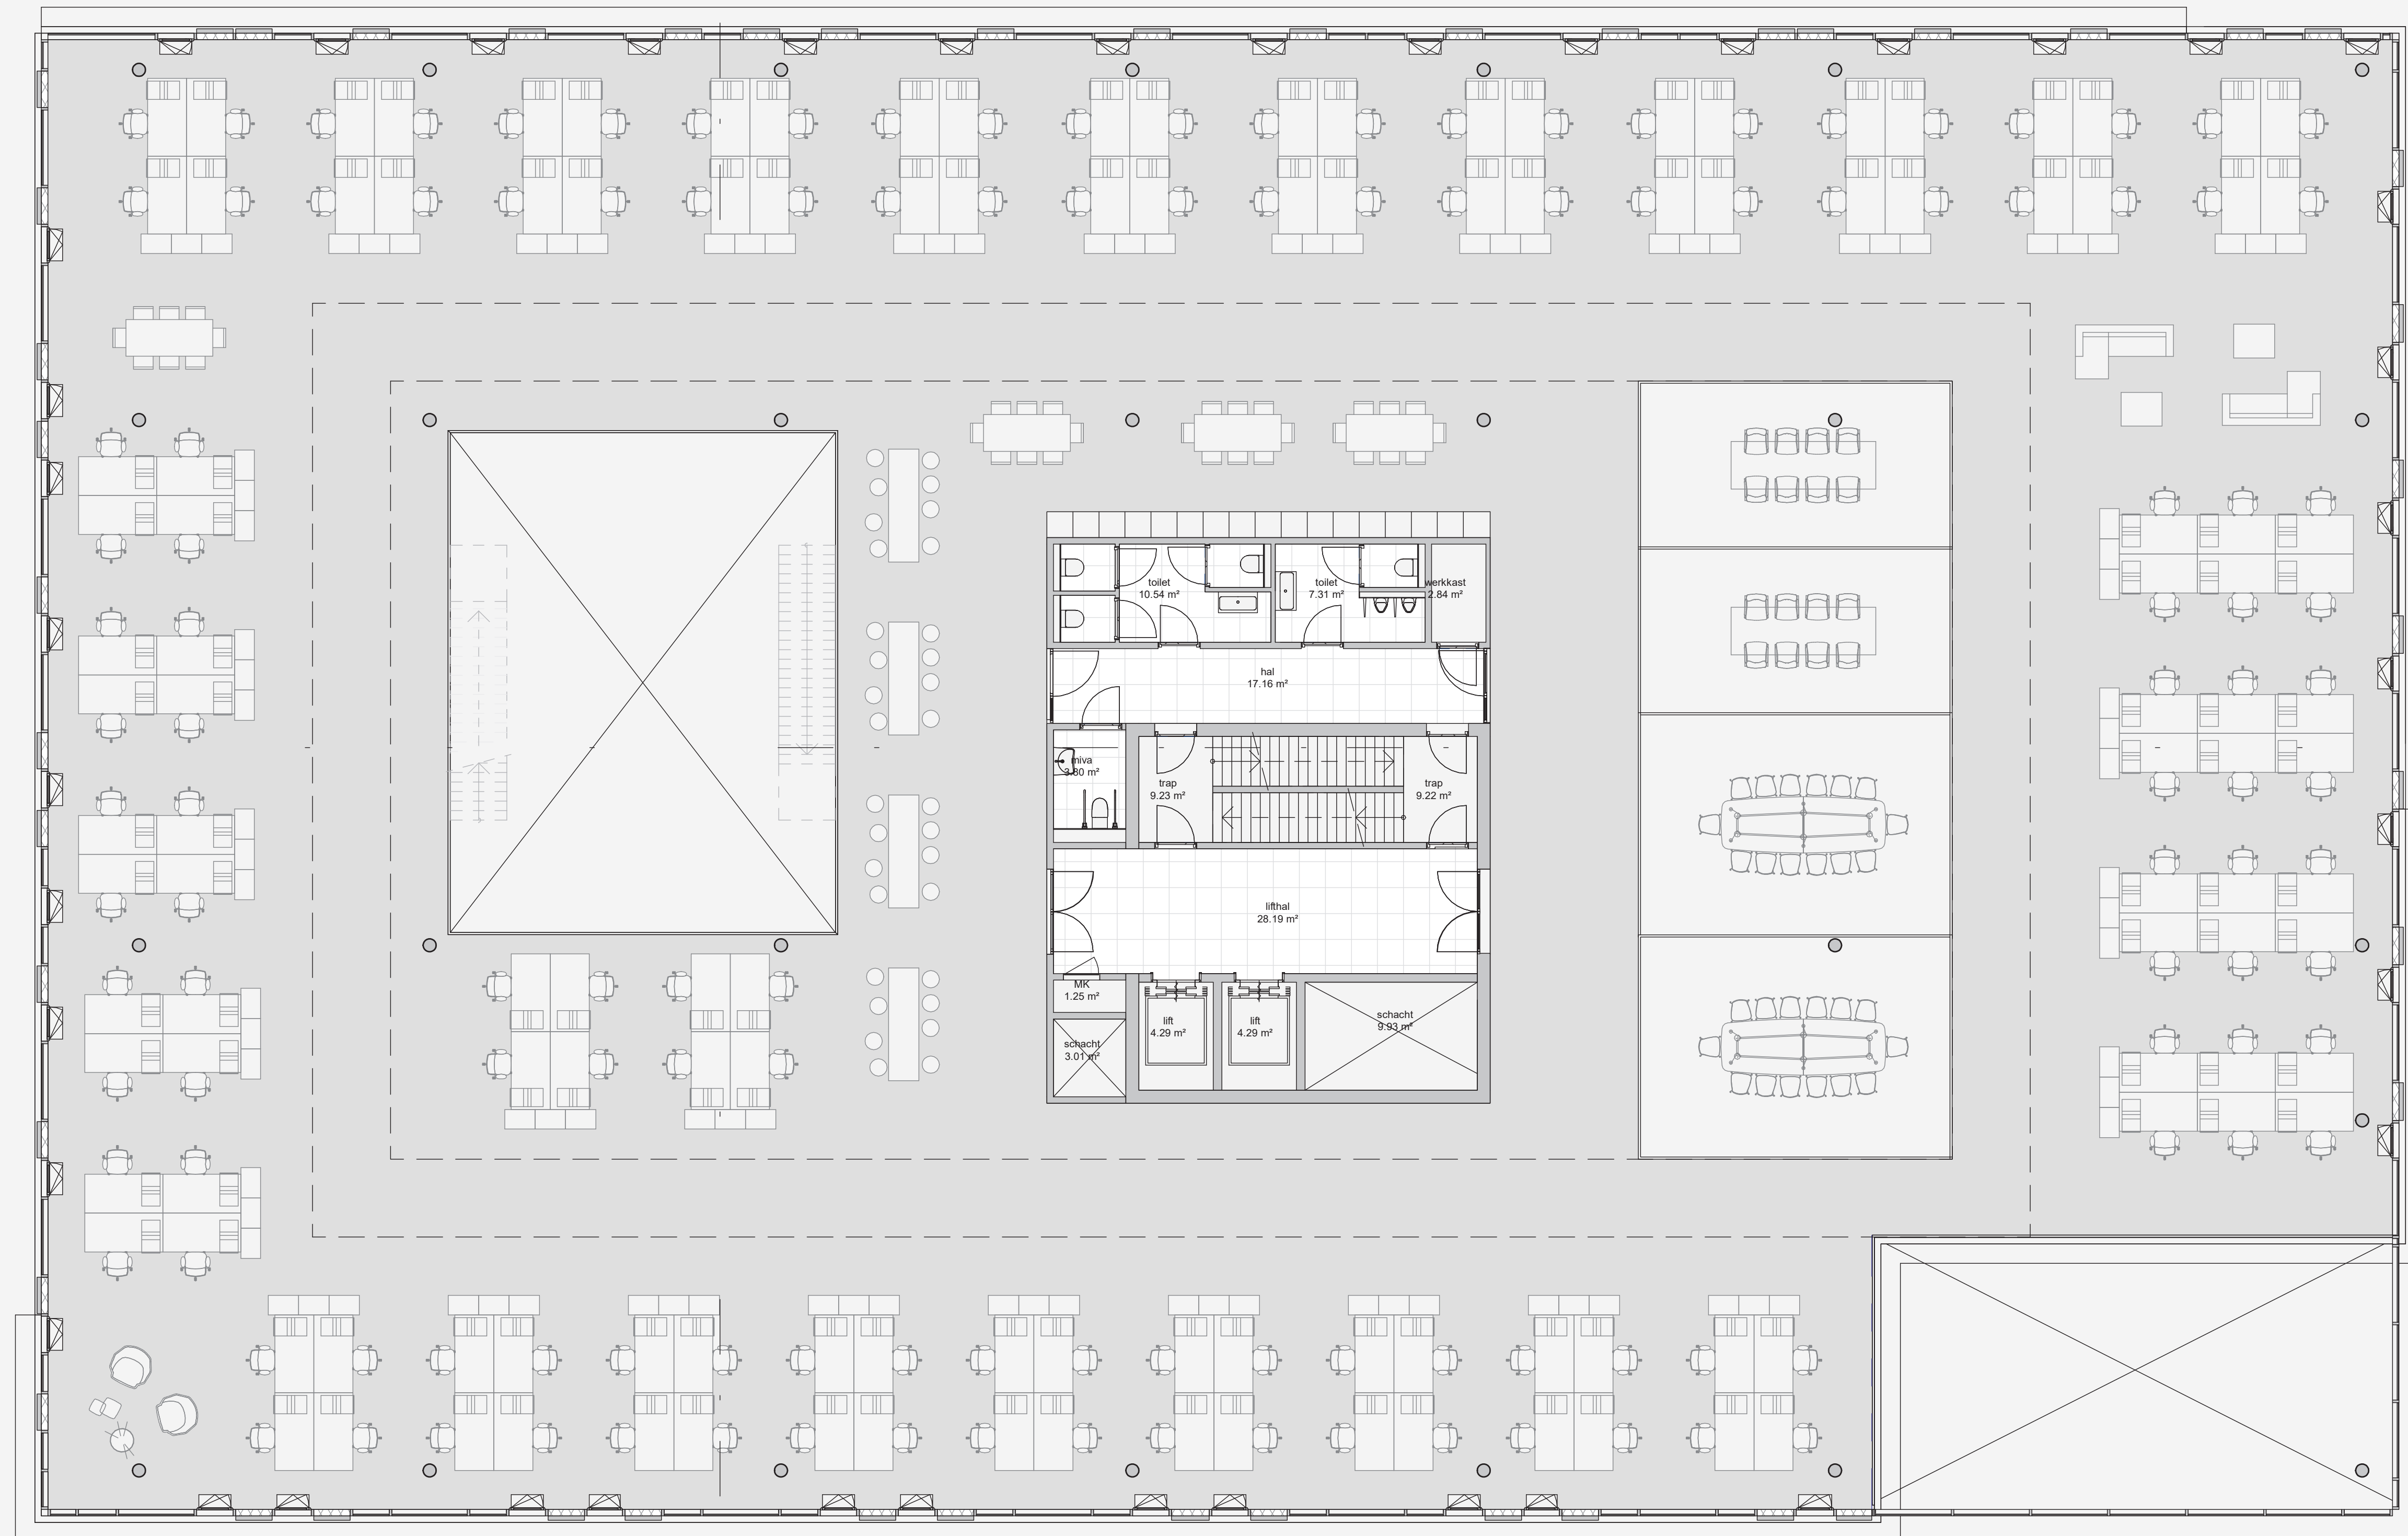 toilet
10.54 m²
toilet
7.31 m²
werkkast
2.84 m²
hal
17.16 m²
miva
3.80 m²
trap
9.23 m²
trap
9.22 m²
lifthal
28.19 m²
MK
1.25 m²
lift
4.29 m²
lift
4.29 m²
schacht
9.93 m²
schacht
3.01 m²